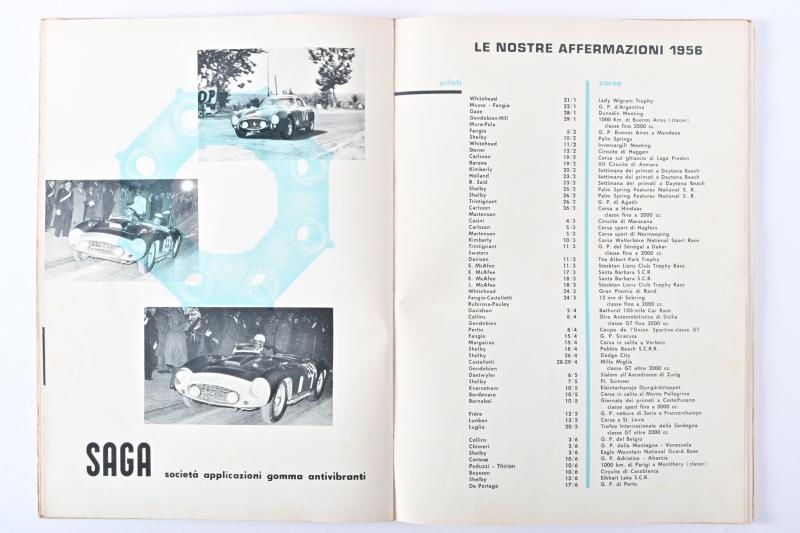 SAGA
società applicazioni gomma antivibranti
LE NOSTRE AFFERMAZIONI 1956
piloti corse
Whitehead 21/1 Lady Wigram Trophy
Musso - Fangio 22/1 G. P. d'Argentina
Gaze 28/1 Dunedin Meeting
Gendebien-Hill 29/1 1000 Km. di Buenos Aires (classe)
Muro-Pola classe fino 2000 cc.
Fangio 5/2 G. P. Buenos Aires a Mendoza
Shelby 10/2 Palm Springs
Whitehead 11/2 Invercargill Meeting
Stener 12/2 Circuito di Haggen
Carlsson 19/2 Corsa sul ghiaccio al Lago Freden
Barona 19/2 VII Circuito di Asmara
Kimberly 20/2 Settimana dei primati a Daytona Beach
Holland 23/2 Settimana dei primati a Daytona Beach
R. Said 23/2 Settimana dei primati a Daytona Beach
Shelby 25/2 Palm Spring Features National S. R.
Shelby 26/2 Palm Spring Features National S. R.
Trintignant 26/2 G. P. di Agadir
Carlsson 26/2 Corsa a Hindaas
Martenson classe fino a 2000 cc.
Casini 4/3 Circuito di Maracana
Carlsson 5/3 Corsa sport di Hagfors
Martenson 5/3 Corsa sport di Normoeping
Kimberly 10/3 Corsa Walterboro National Sport Race
Trintignant 11/3 G. P. del Sénégal a Dakar
Swaters classe fino a 2000 cc.
Davison 11/3 The Albert Park Trophy
E. McAfee 11/3 Stockton Lions Club Trophy Race
E. McAfee 17/3 Santa Barbara S.C.R.
E. McAfee 18/3 Santa Barbara S.C.R.
J. McAfee 18/3 Stockton Lions Club Trophy Race
Whitehead 24/3 Gran Premio di Rand
Fangio-Castellotti 24/3 12 ore di Sebring
Rubirosa-Pauley classe fino a 2000 cc.
Davidson 2/4 Bathurst 100-mile Car Race
Collins 8/4 Giro Automobilistico di Sicilia
Gendebien classe GT fino 2500 cc.
Portin 8/4 Coupe de l'Union Sportive classe GT
Fangio 15/4 G. P. Siracusa
Margairaz 15/4 Corsa in salita a Verbois
Shelby 15/4 Pebble Beach S.C.R.R.
Shelby 26/4 Dodge City
Castellotti 28-29/4 Mille Miglia
Gendebien classe GT oltre 2000 cc.
Daetwyler 6/5 Slalom all'Aerodromo di Zurig
Shelby 7/5 Ft. Sumner
Kvarnstrom 10/5 Elaintarhanajo Djurgårdsloppet
Bordonaro 10/5 Corsa in salita al Monte Pellegrino
Barnabei 10/5 Giornata dei primati a Castelfusano
classe sport fino a 3000 cc.
Frère 13/5 G. P. vetture di Serie a Francorchamps
Lunken 13/5 Corsa a St. Louis
Luglio 20/5 Trofeo Internazionale della Sardegna
classe GT oltre 2000 cc.
Collins 3/6 G. P. del Belgio
Chimeri 3/6 G. P. della Montagna - Venezuela
Shelby 3/6 Eagle Mountain National Guard Base
Cortese 10/6 G. P. Adriatico - Abazzia
Peduzzi - Thirion 10/6 1000 km. di Parigi a Montlhery (classe)
Boysson 10/6 Circuito di Casablanca
Shelby 13/6 Elkhart Lake S.C.R.
De Portago 17/6 G. P. di Porto